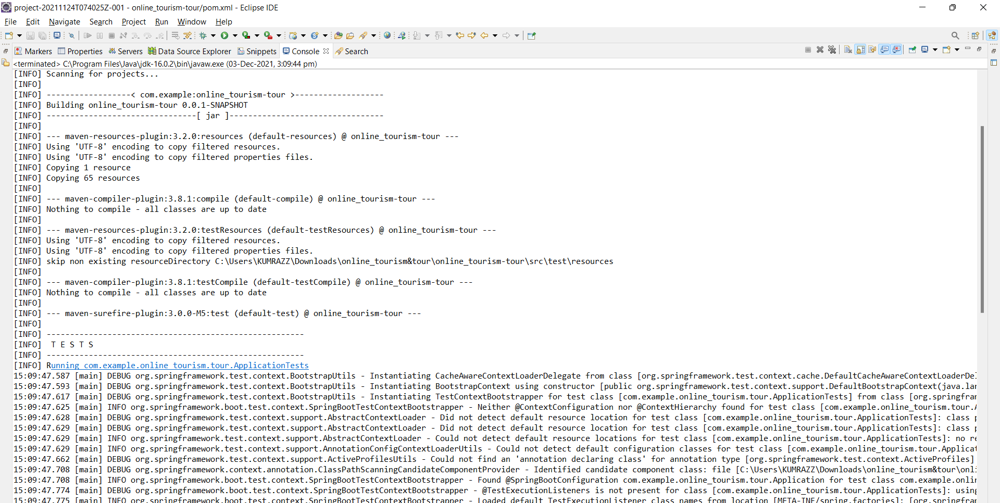 project-20211124T074025Z-001 - online_tourism-tour/pom.xml - Eclipse IDE
File Edit Navigate Search Project Run Window Help
Markers Properties Servers Data Source Explorer Snippets Console Search
<terminated> C:\Program Files\Java\jdk-16.0.2\bin\javaw.exe (03-Dec-2021, 3:09:44 pm)
[INFO] Scanning for projects...
[INFO]
[INFO] ------------------< com.example:online_tourism-tour >-------------------
[INFO] Building online_tourism-tour 0.0.1-SNAPSHOT
[INFO] --------------------------------[ jar ]---------------------------------
[INFO]
[INFO] --- maven-resources-plugin:3.2.0:resources (default-resources) @ online_tourism-tour ---
[INFO] Using 'UTF-8' encoding to copy filtered resources.
[INFO] Using 'UTF-8' encoding to copy filtered properties files.
[INFO] Copying 1 resource
[INFO] Copying 65 resources
[INFO]
[INFO] --- maven-compiler-plugin:3.8.1:compile (default-compile) @ online_tourism-tour ---
[INFO] Nothing to compile - all classes are up to date
[INFO]
[INFO] --- maven-resources-plugin:3.2.0:testResources (default-testResources) @ online_tourism-tour ---
[INFO] Using 'UTF-8' encoding to copy filtered resources.
[INFO] Using 'UTF-8' encoding to copy filtered properties files.
[INFO] skip non existing resourceDirectory C:\Users\KUMRAZZ\Downloads\online_tourism&tour\online_tourism-tour\src\test\resources
[INFO]
[INFO] --- maven-compiler-plugin:3.8.1:testCompile (default-testCompile) @ online_tourism-tour ---
[INFO] Nothing to compile - all classes are up to date
[INFO]
[INFO] --- maven-surefire-plugin:3.0.0-M5:test (default-test) @ online_tourism-tour ---
[INFO]
[INFO] -------------------------------------------------------
[INFO]  T E S T S
[INFO] -------------------------------------------------------
[INFO] Running com.example.online_tourism.tour.ApplicationTests
15:09:47.587 [main] DEBUG org.springframework.test.context.BootstrapUtils - Instantiating CacheAwareContextLoaderDelegate from class [org.springframework.test.context.cache.DefaultCacheAwareContextLoaderDel
15:09:47.593 [main] DEBUG org.springframework.test.context.BootstrapUtils - Instantiating BootstrapContext using constructor [public org.springframework.test.context.support.DefaultBootstrapContext(java.lan
15:09:47.617 [main] DEBUG org.springframework.test.context.BootstrapUtils - Instantiating TestContextBootstrapper for test class [com.example.online_tourism.tour.ApplicationTests] from class [org.springfram
15:09:47.625 [main] INFO org.springframework.boot.test.context.SpringBootTestContextBootstrapper - Neither @ContextConfiguration nor @ContextHierarchy found for test class [com.example.online_tourism.tour.A
15:09:47.628 [main] DEBUG org.springframework.test.context.support.AbstractContextLoader - Did not detect default resource location for test class [com.example.online_tourism.tour.ApplicationTests]: class p
15:09:47.629 [main] DEBUG org.springframework.test.context.support.AbstractContextLoader - Did not detect default resource location for test class [com.example.online_tourism.tour.ApplicationTests]: class p
15:09:47.629 [main] INFO org.springframework.test.context.support.AbstractContextLoader - Could not detect default resource locations for test class [com.example.online_tourism.tour.ApplicationTests]: no re
15:09:47.629 [main] INFO org.springframework.test.context.support.AnnotationConfigContextLoaderUtils - Could not detect default configuration classes for test class [com.example.online_tourism.tour.Applicat
15:09:47.662 [main] DEBUG org.springframework.test.context.support.ActiveProfilesUtils - Could not find an 'annotation declaring class' for annotation type [org.springframework.test.context.ActiveProfiles]
15:09:47.708 [main] DEBUG org.springframework.context.annotation.ClassPathScanningCandidateComponentProvider - Identified candidate component class: file [C:\Users\KUMRAZZ\Downloads\online_tourism&tour\onli
15:09:47.708 [main] INFO org.springframework.boot.test.context.SpringBootTestContextBootstrapper - Found @SpringBootConfiguration com.example.online_tourism.tour.Application for test class com.example.onlin
15:09:47.774 [main] DEBUG org.springframework.boot.test.context.SpringBootTestContextBootstrapper - @TestExecutionListeners is not present for class [com.example.online_tourism.tour.ApplicationTests]: using
15:09:47.775 [main] INFO org.springframework.boot.test.context.SpringBootTestContextBootstrapper - Loaded default TestExecutionListener class names from location [META-INF/spring.factories]: [org.springfram